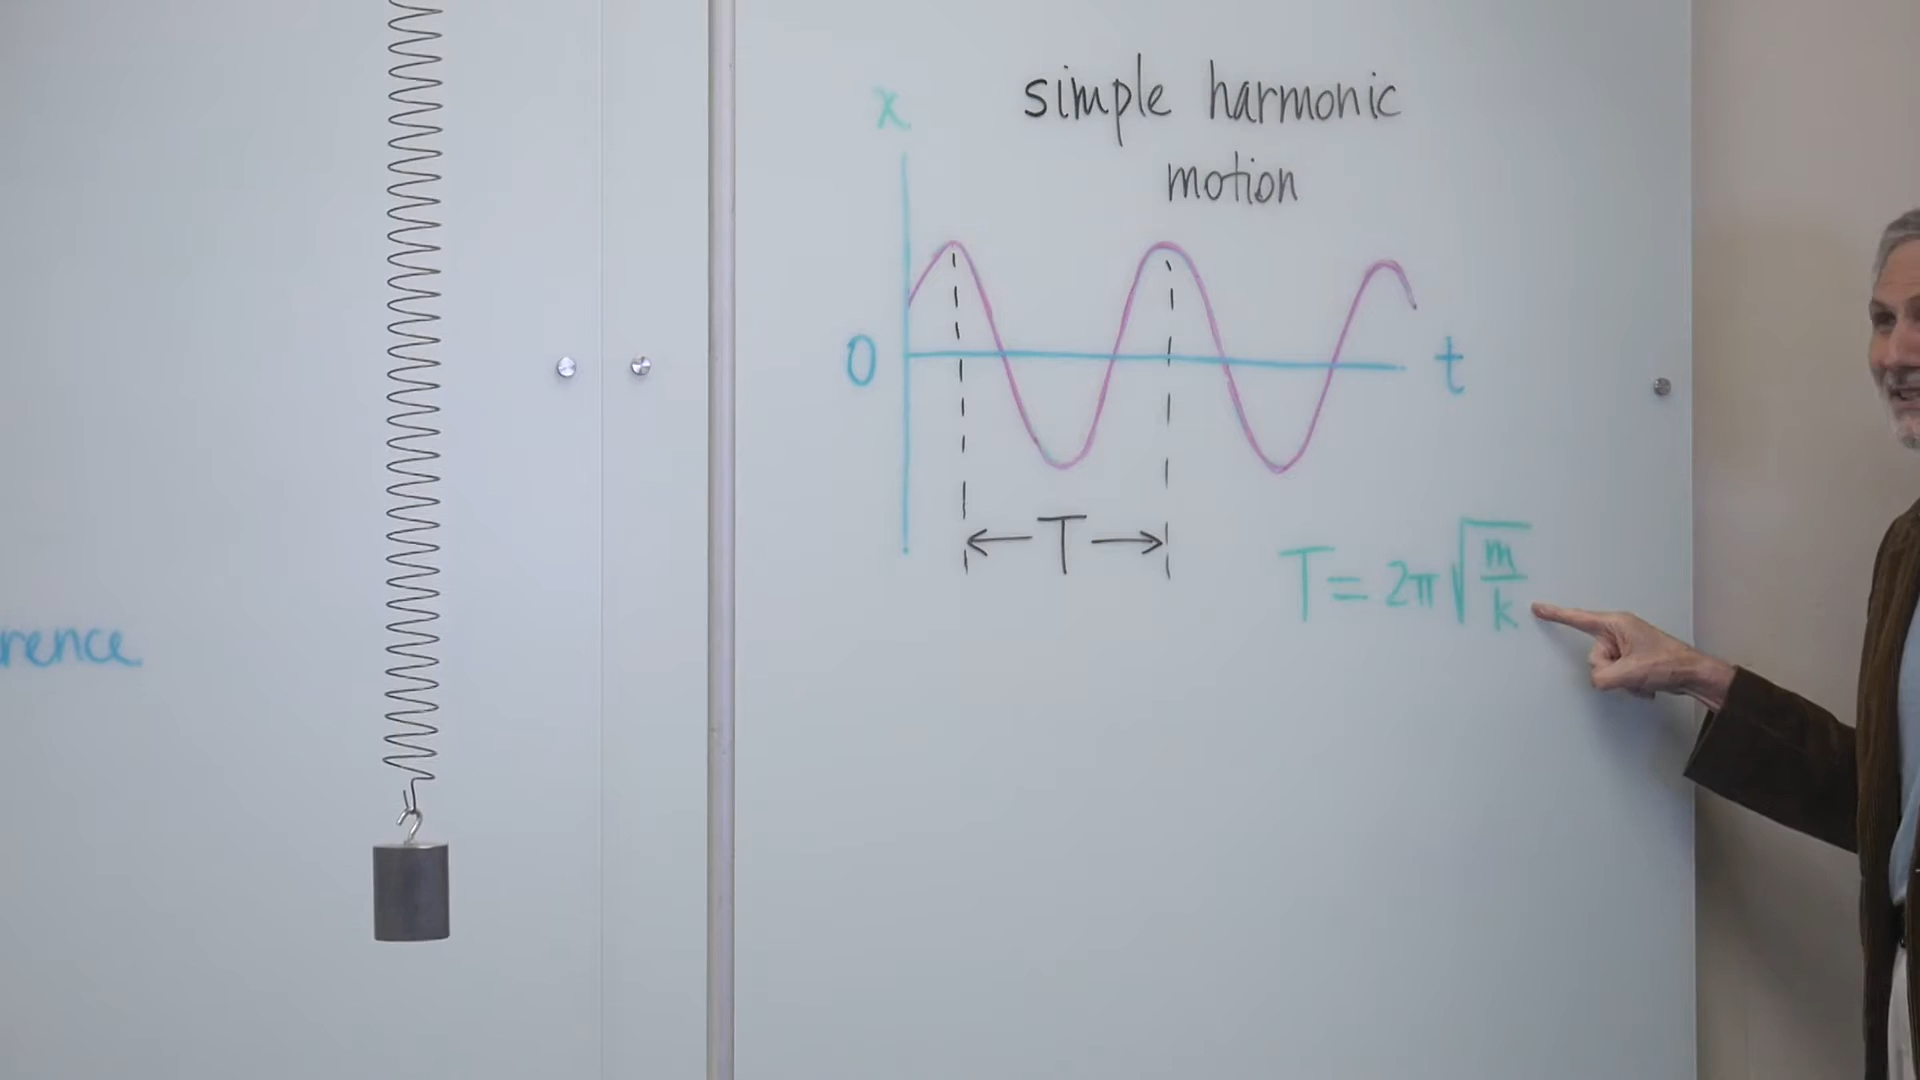 x
simple harmonic
motion
0
t
T
T = 2π√(m/k)
rence